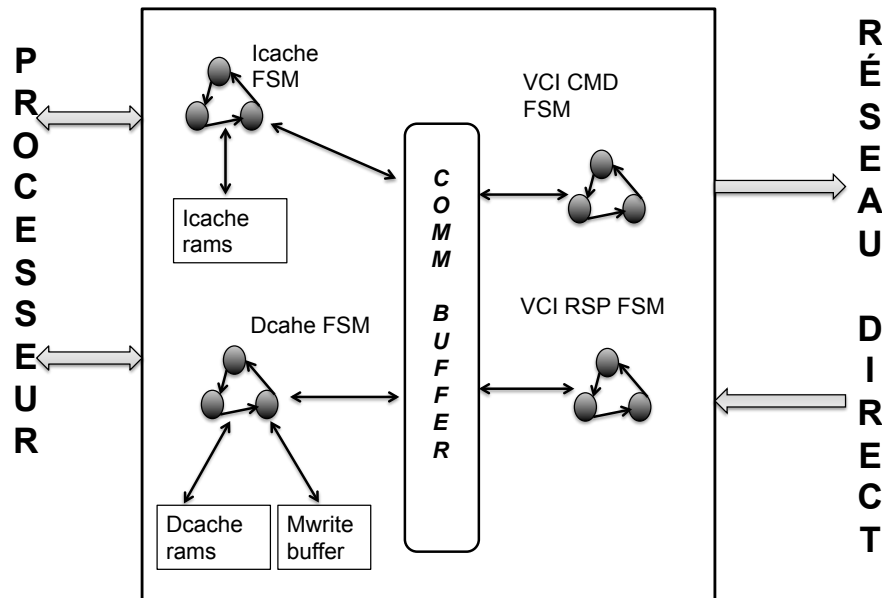 PROCESSEUR
Icache
FSM
Icache
rams
Dcahe FSM
Dcache
rams
Mwrite
buffer
COMM BUFFER
VCI CMD
FSM
VCI RSP FSM
RÉSEAU DIRECT